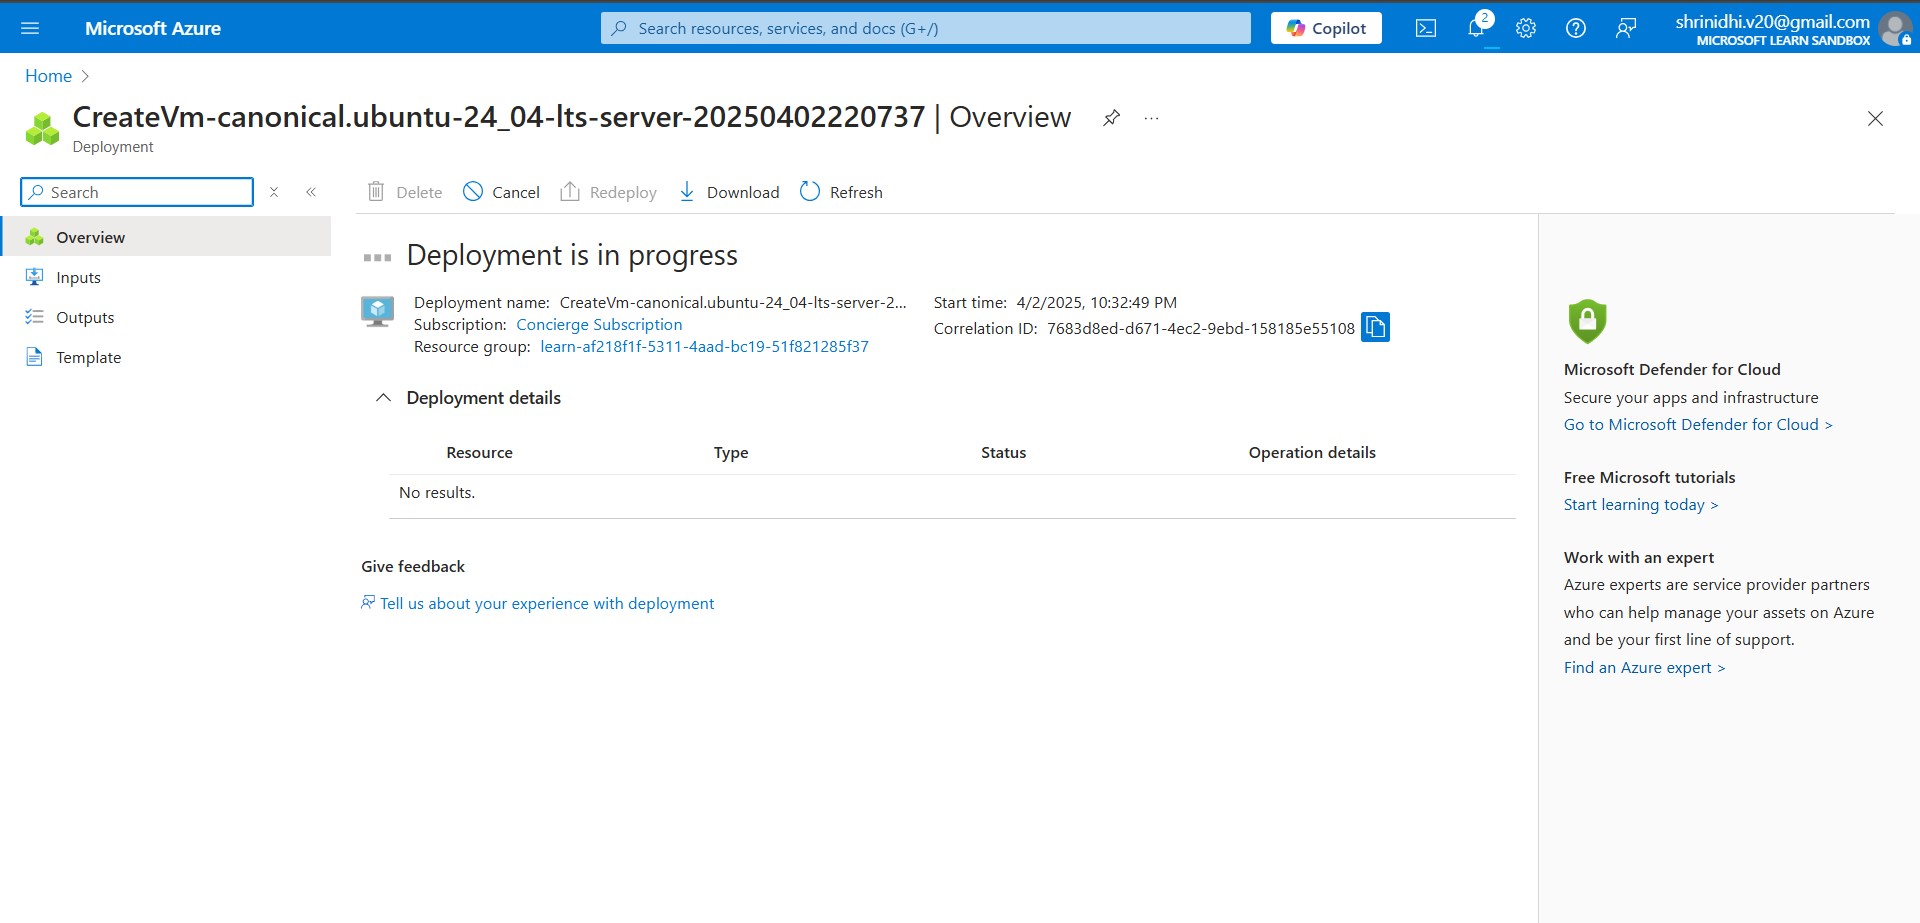 Microsoft Azure
Search resources, services, and docs (G+/)
Copilot
2
shrinidhi.v20@gmail.com
MICROSOFT LEARN SANDBOX
Home
CreateVm-canonical.ubuntu-24_04-lts-server-20250402220737 | Overview
Deployment
Search
Delete
Cancel
Redeploy
Download
Refresh
Overview
Inputs
Outputs
Template
Deployment is in progress
Deployment name: CreateVm-canonical.ubuntu-24_04-lts-server-2...
Subscription: Concierge Subscription
Resource group: learn-af218f1f-5311-4aad-bc19-51f821285f37
Start time: 4/2/2025, 10:32:49 PM
Correlation ID: 7683d8ed-d671-4ec2-9ebd-158185e55108
Deployment details
Resource Type Status Operation details
No results.
Give feedback
Tell us about your experience with deployment
Microsoft Defender for Cloud
Secure your apps and infrastructure
Go to Microsoft Defender for Cloud >
Free Microsoft tutorials
Start learning today >
Work with an expert
Azure experts are service provider partners
who can help manage your assets on Azure
and be your first line of support.
Find an Azure expert >